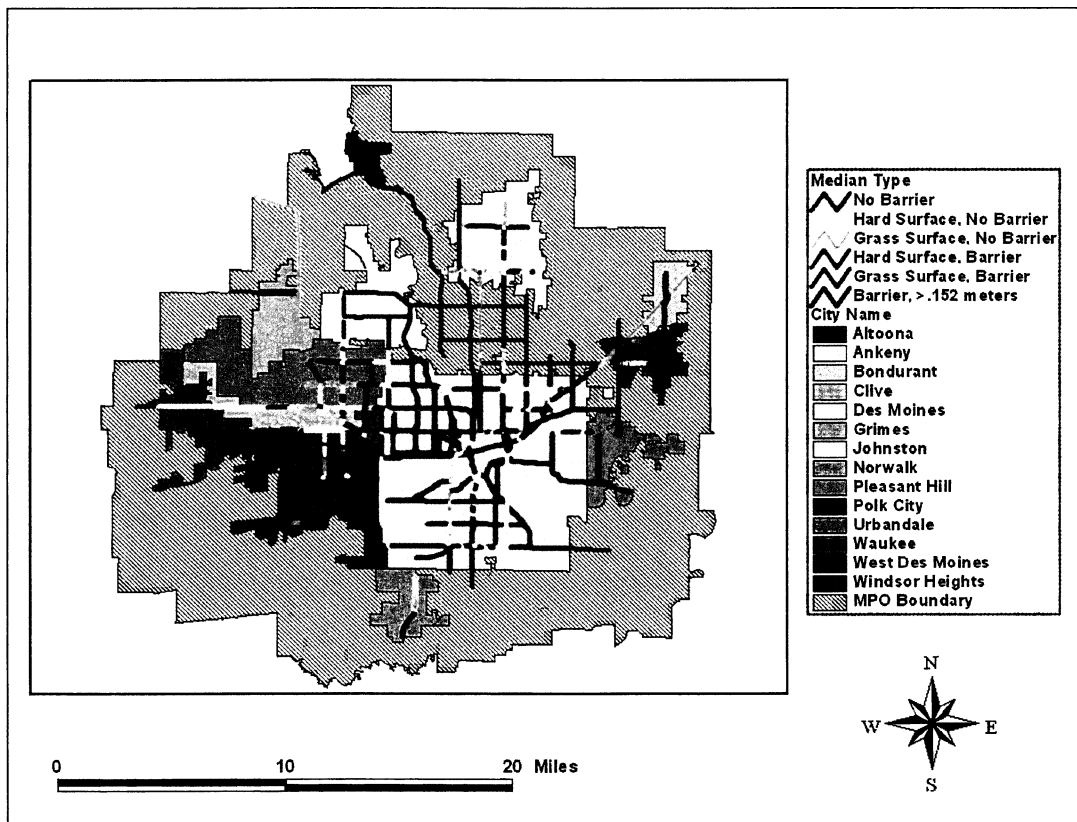 Median Type
No Barrier
Hard Surface, No Barrier
Grass Surface, No Barrier
Hard Surface, Barrier
Grass Surface, Barrier
Barrier, > .152 meters
City Name
Altoona
Ankeny
Bondurant
Clive
Des Moines
Grimes
Johnston
Norwalk
Pleasant Hill
Polk City
Urbandale
Waukee
West Des Moines
Windsor Heights
MPO Boundary
N
W E
S
0 10 20 Miles